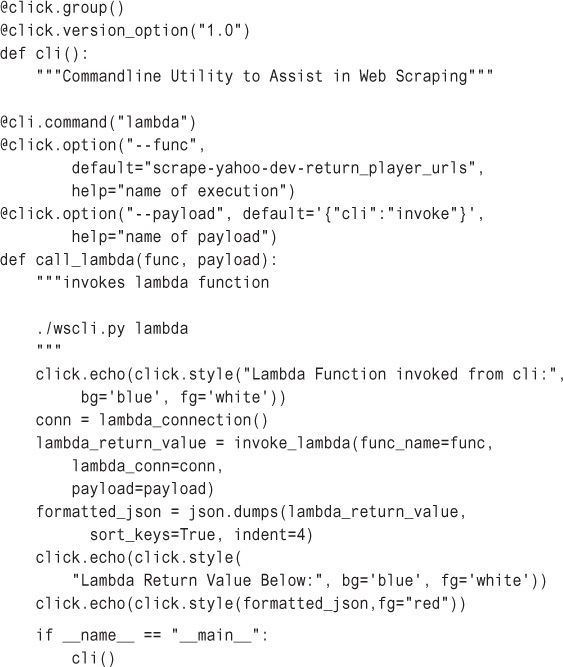 @click.group()
@click.version_option("1.0")
def cli():
    """Commandline Utility to Assist in Web Scraping"""

@cli.command("lambda")
@click.option("--func",
        default="scrape-yahoo-dev-return_player_urls",
        help="name of execution")
@click.option("--payload", default='{"cli":"invoke"}',
        help="name of payload")
def call_lambda(func, payload):
    """invokes lambda function

    ./wscli.py lambda
    """
    click.echo(click.style("Lambda Function invoked from cli:",
         bg='blue', fg='white'))
    conn = lambda_connection()
    lambda_return_value = invoke_lambda(func_name=func,
        lambda_conn=conn,
        payload=payload)
    formatted_json = json.dumps(lambda_return_value,
          sort_keys=True, indent=4)
    click.echo(click.style(
        "Lambda Return Value Below:", bg='blue', fg='white'))
    click.echo(click.style(formatted_json,fg="red"))

    if __name__ == "__main__":
        cli()